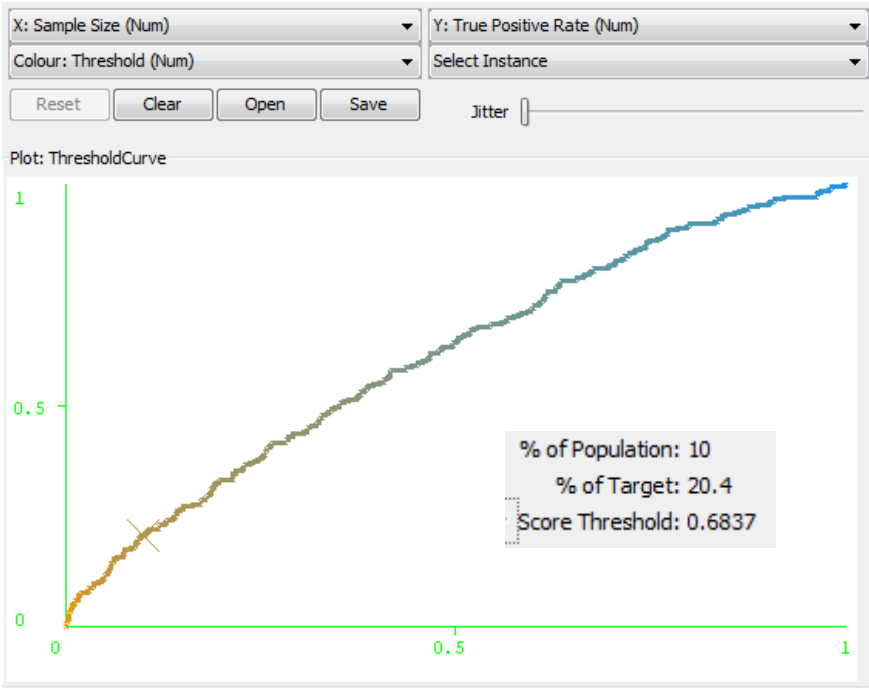 X: Sample Size (Num)
Y: True Positive Rate (Num)
Colour: Threshold (Num)
Select Instance
Reset
Clear
Open
Save
Jitter
Plot: ThresholdCurve
1
0.5
% of Population: 10
% of Target: 20.4
Score Threshold: 0.6837
0
0
0.5
1